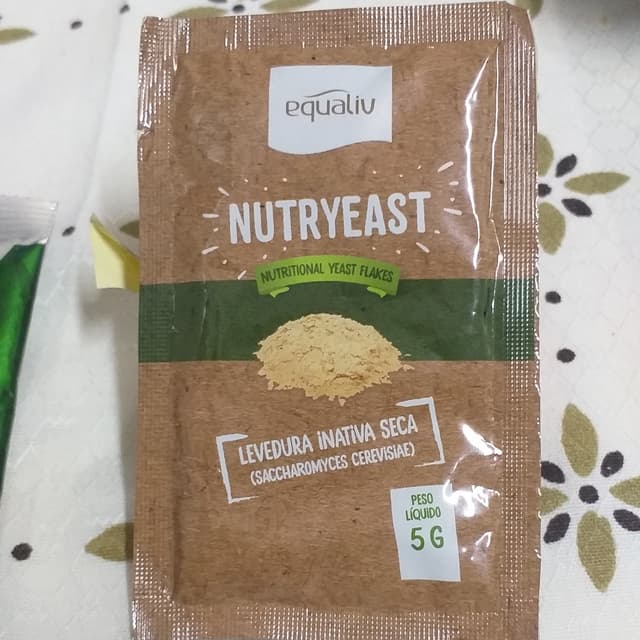 equaliv
NUTRYEAST
NUTRITIONAL YEAST FLAKES
LEVEDURA INATIVA SECA
(SACCHAROMYCES CEREVISIAE)
PESO
LÍQUIDO
5 G